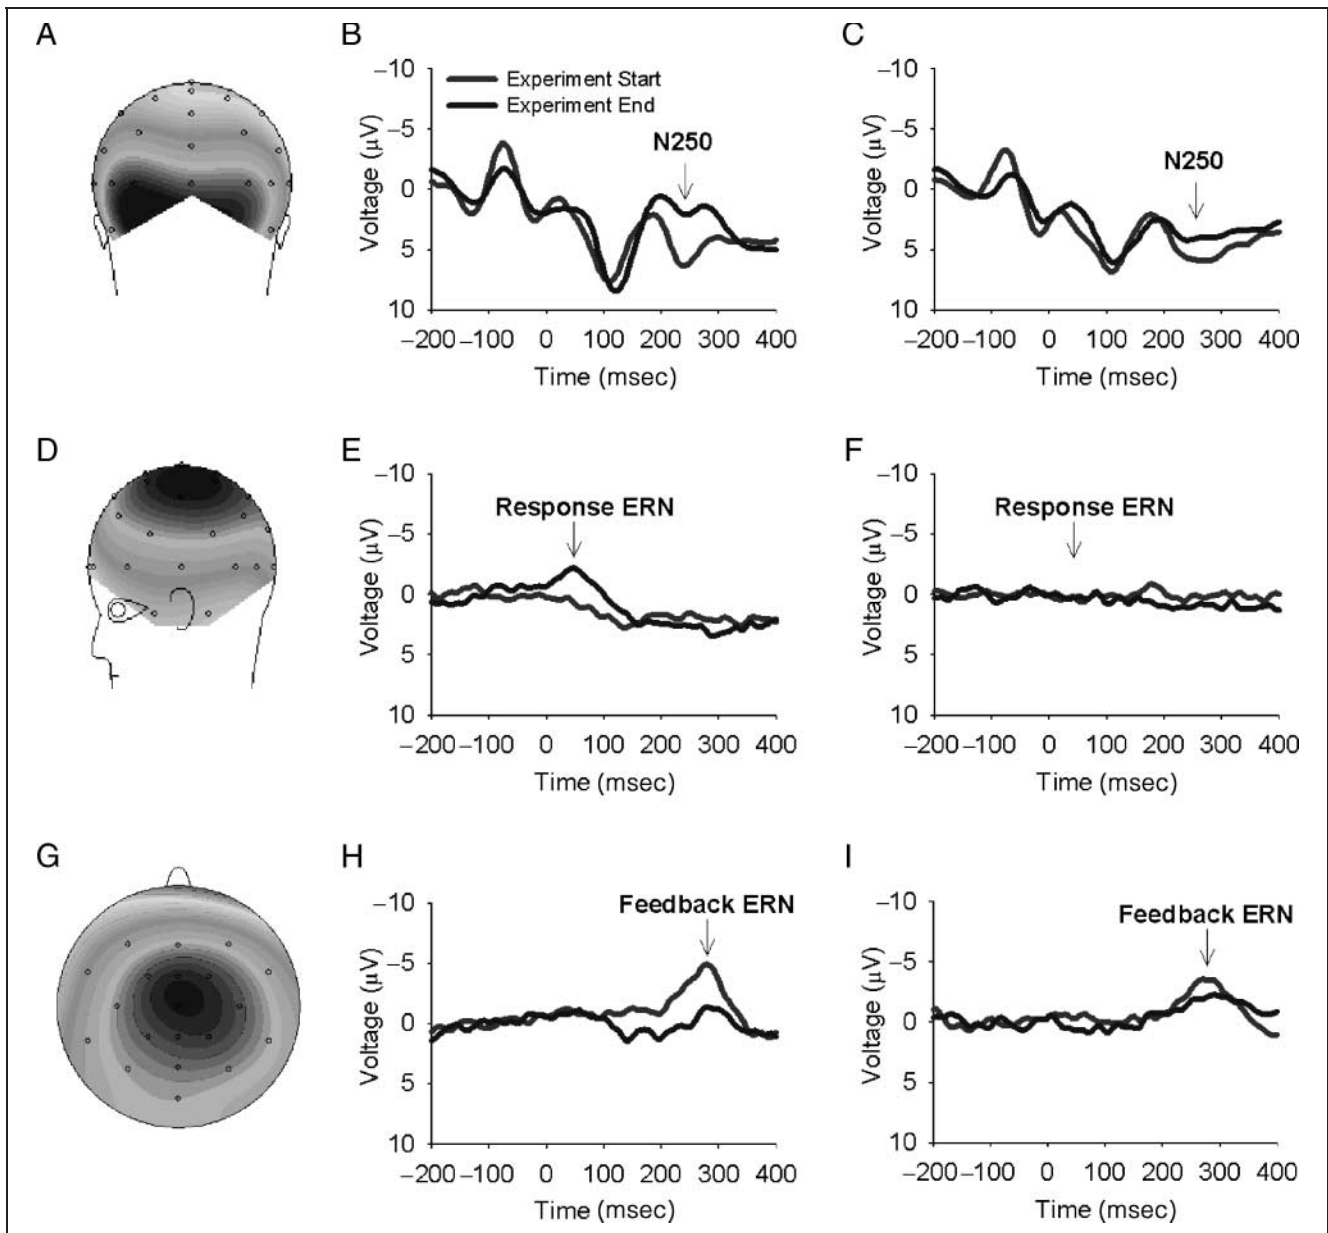 A
B
C
−10
−5
0
5
10
Voltage (µV)
Experiment Start
Experiment End
N250
−200 −100 0 100 200 300 400
Time (msec)
−10
−5
0
5
10
Voltage (µV)
N250
−200 −100 0 100 200 300 400
Time (msec)
D
E
F
−10
−5
0
5
10
Voltage (µV)
Response ERN
−200 −100 0 100 200 300 400
Time (msec)
−10
−5
0
5
10
Voltage (µV)
Response ERN
−200 −100 0 100 200 300 400
Time (msec)
G
H
I
−10
−5
0
5
10
Voltage (µV)
Feedback ERN
−200 −100 0 100 200 300 400
Time (msec)
−10
−5
0
5
10
Voltage (µV)
Feedback ERN
−200 −100 0 100 200 300 400
Time (msec)